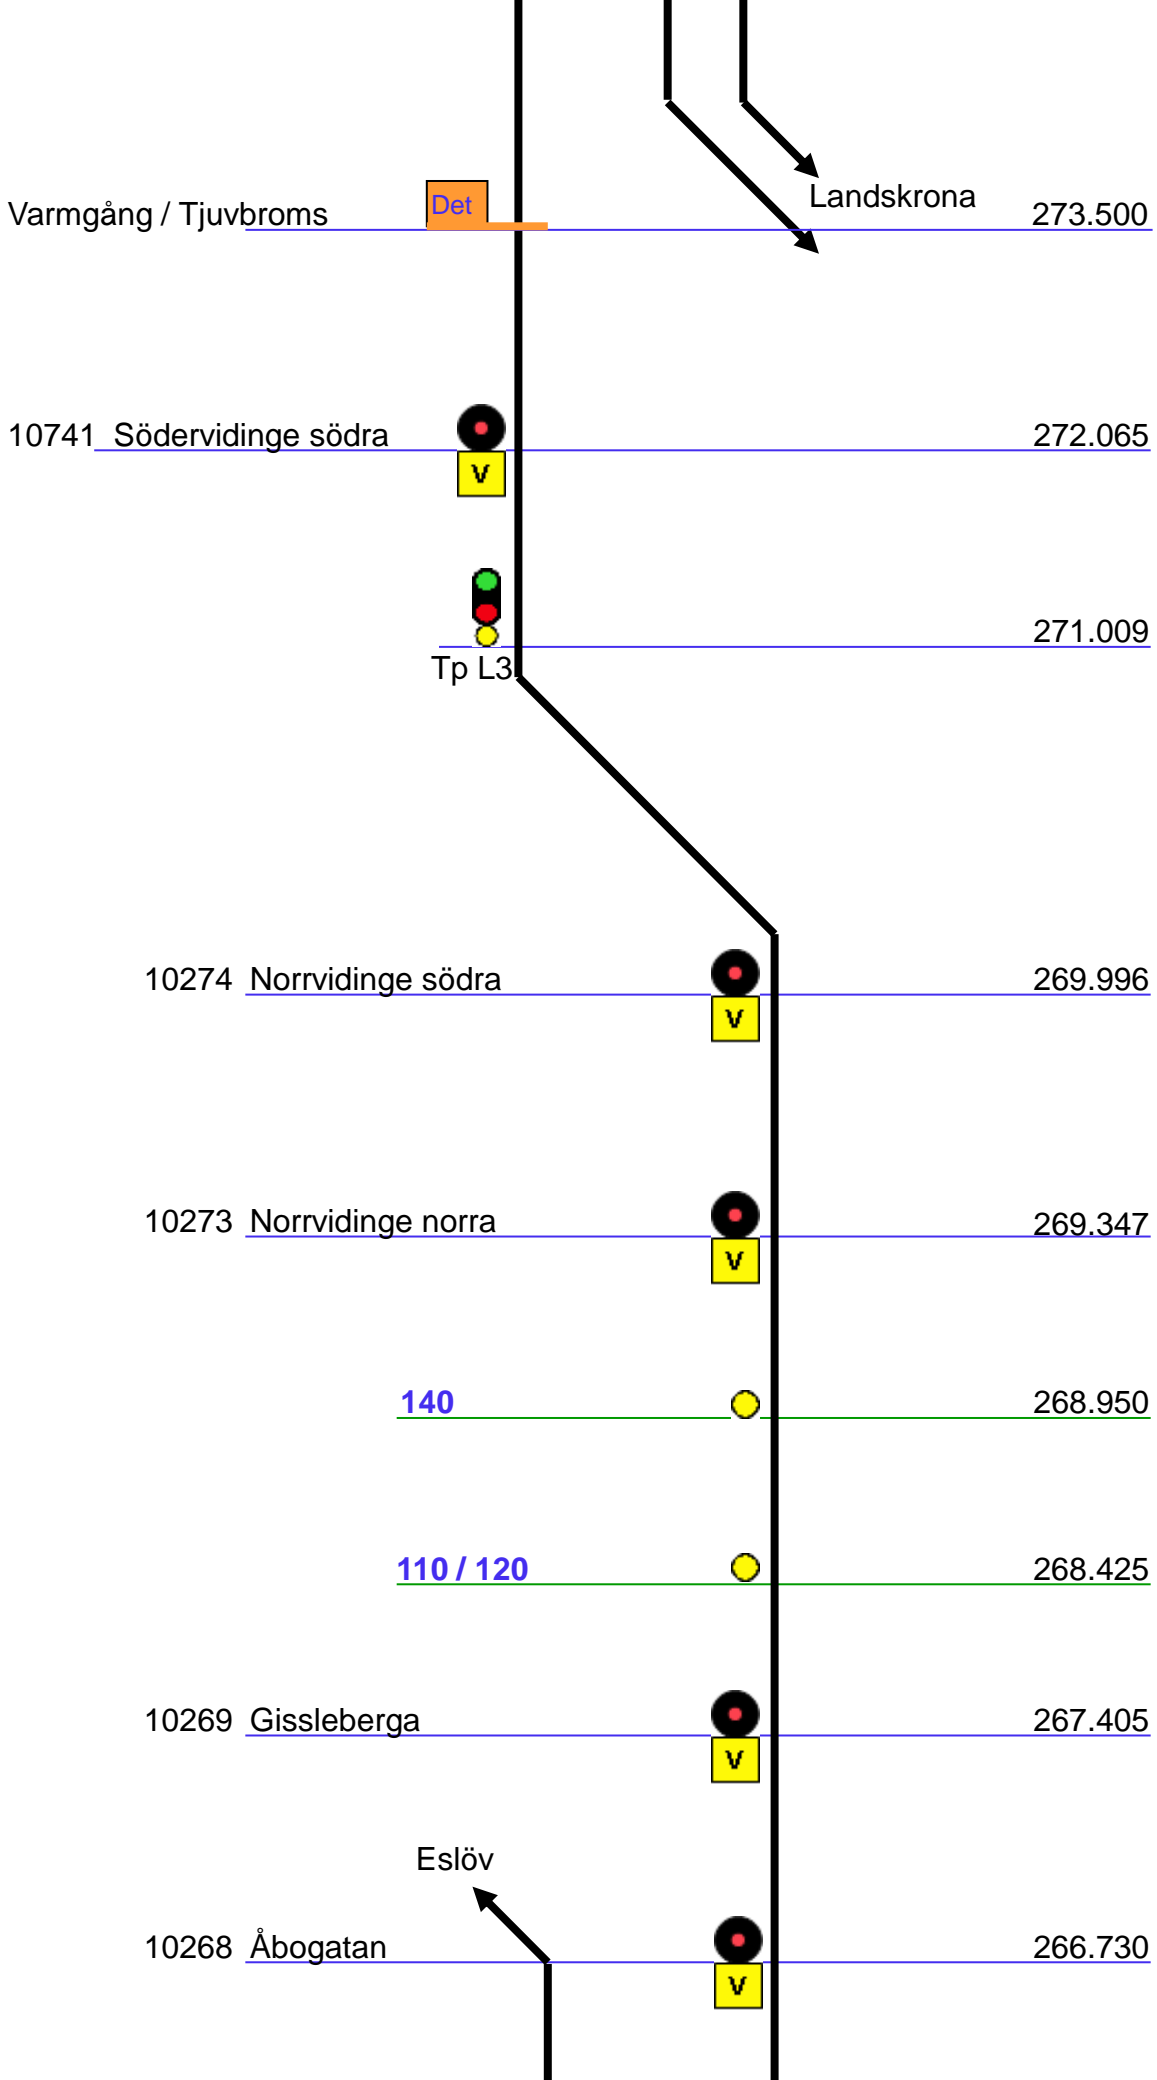 Landskrona
Varmgång / Tjuvbroms Det 273.500
10741 Södervidinge södra 272.065
V
271.009
Tp L3
10274 Norrvidinge södra 269.996
V
10273 Norrvidinge norra 269.347
V
140 268.950
110 / 120 268.425
10269 Gissleberga 267.405
V
Eslöv
10268 Åbogatan 266.730
V